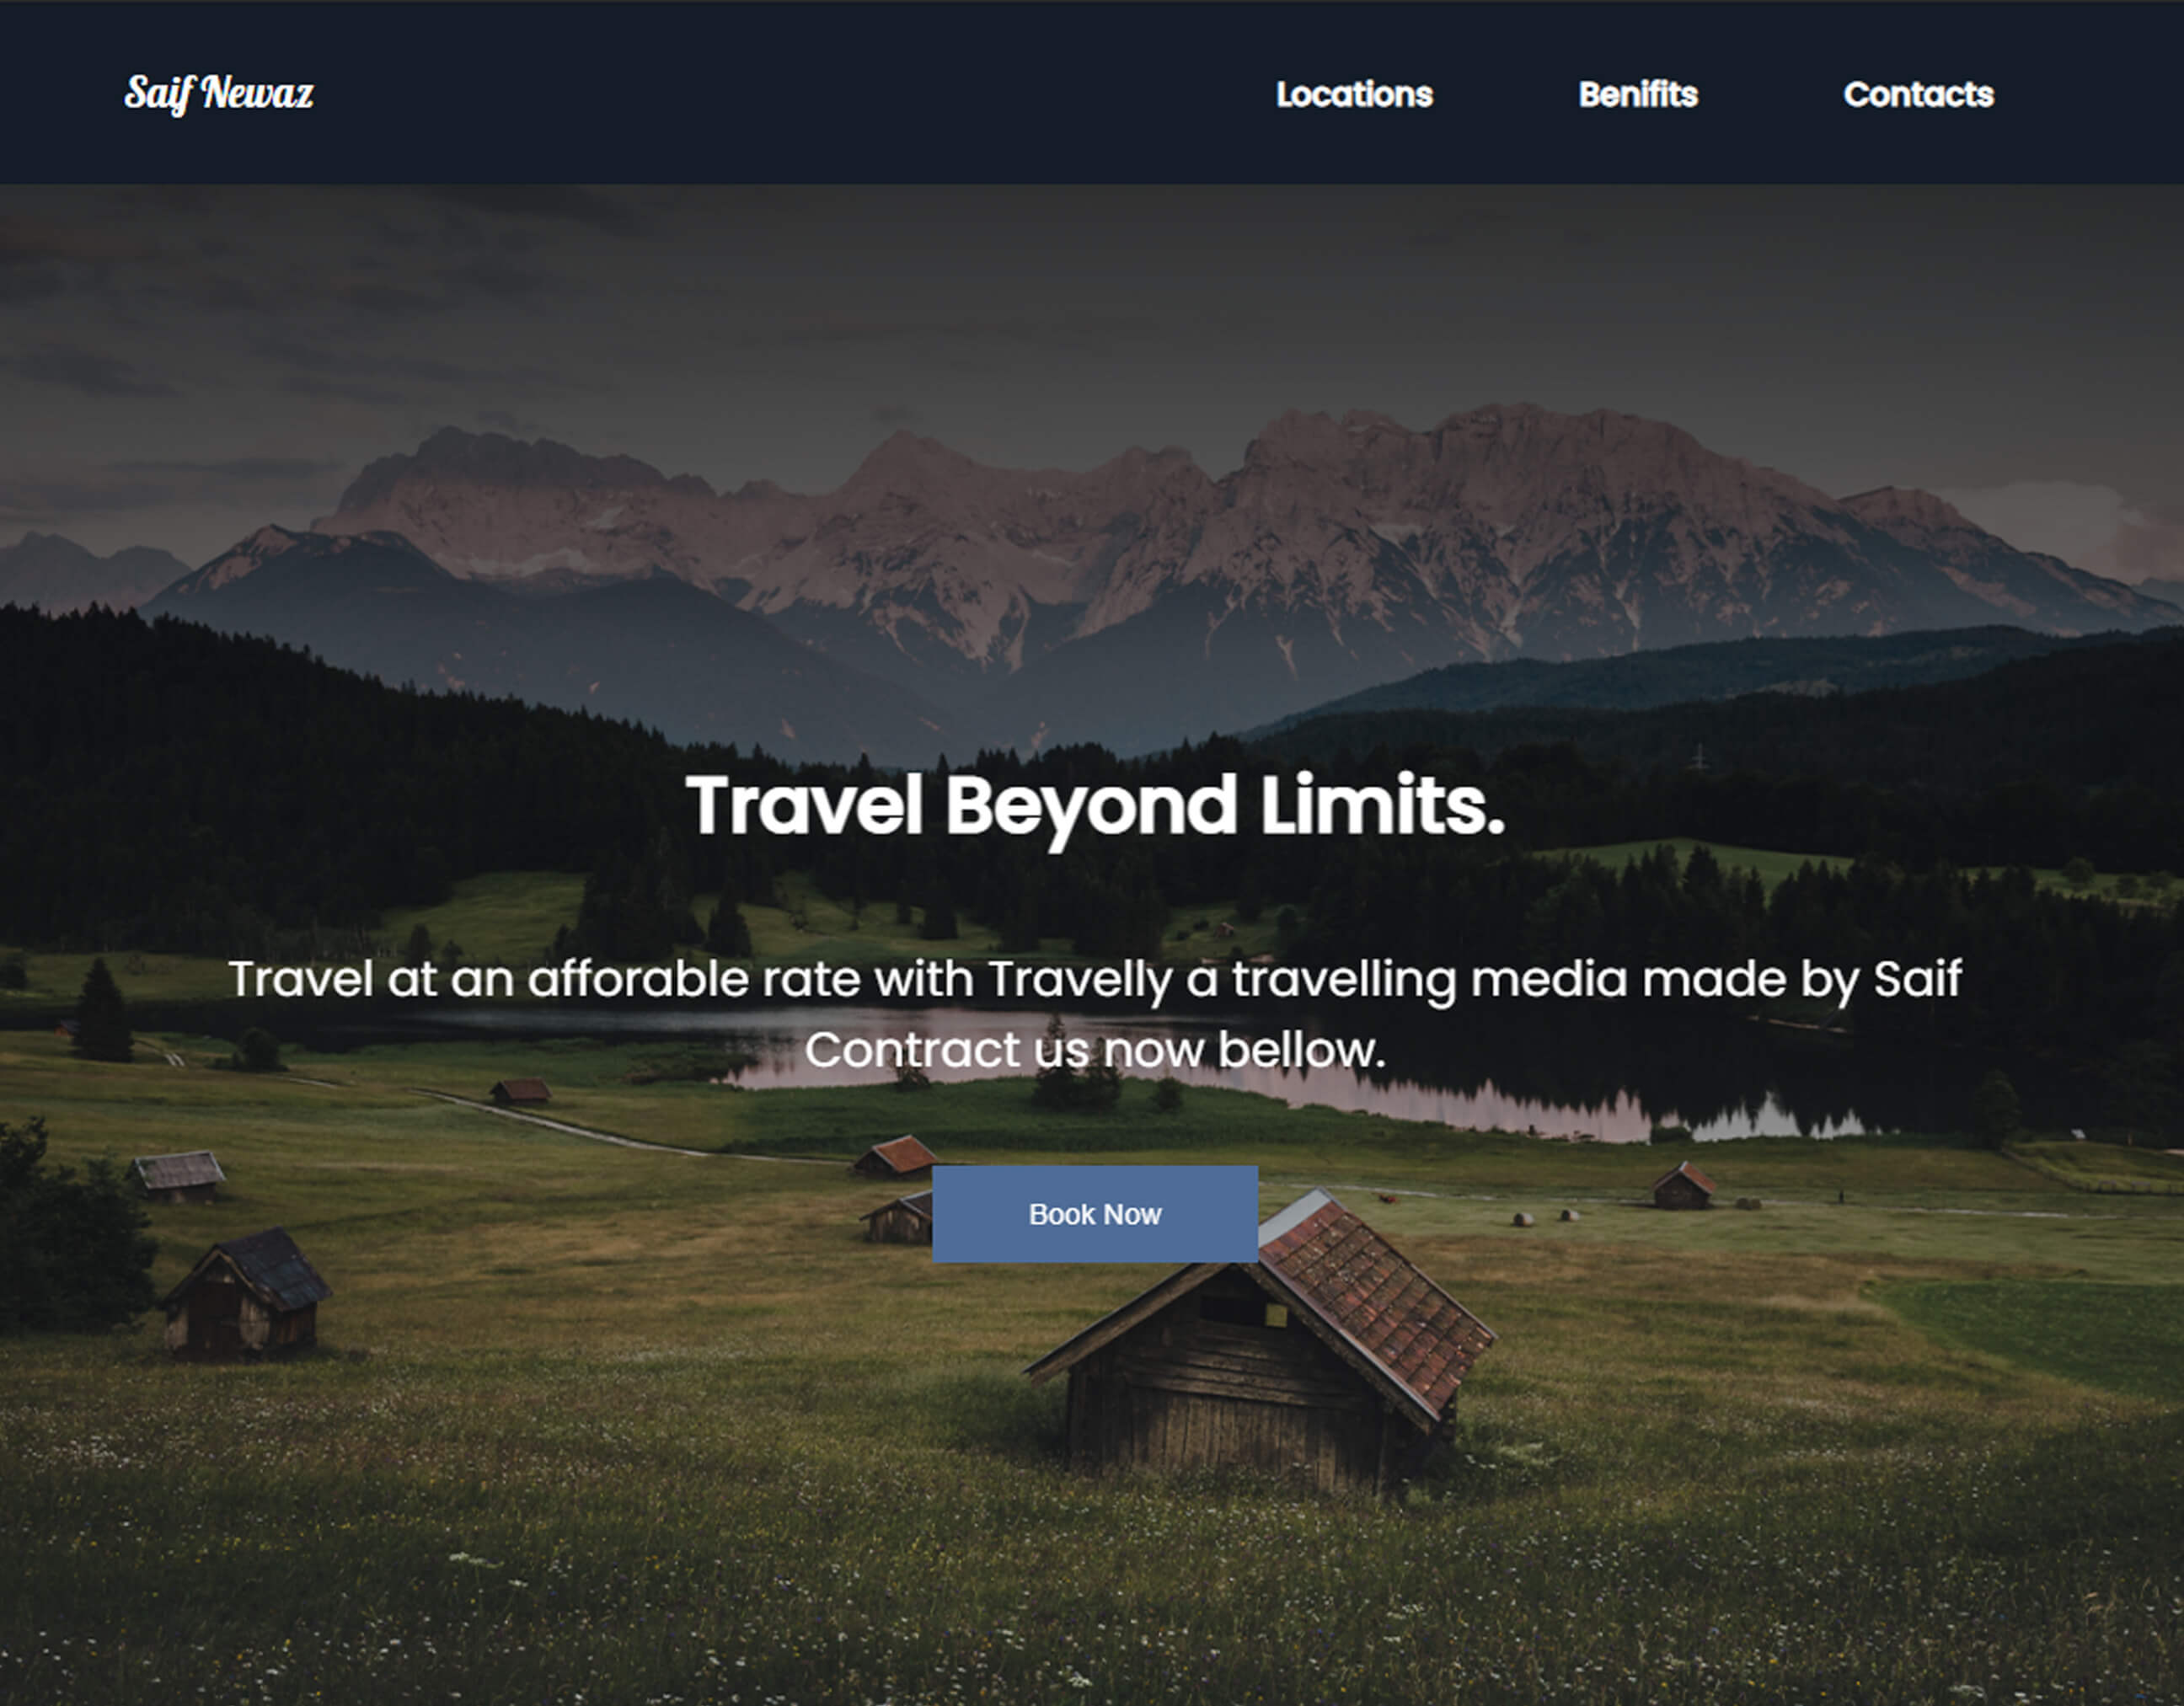 Saif Newaz
Locations
Benifits
Contacts
Travel Beyond Limits.
Travel at an afforable rate with Travelly a travelling media made by Saif
Contract us now bellow.
Book Now